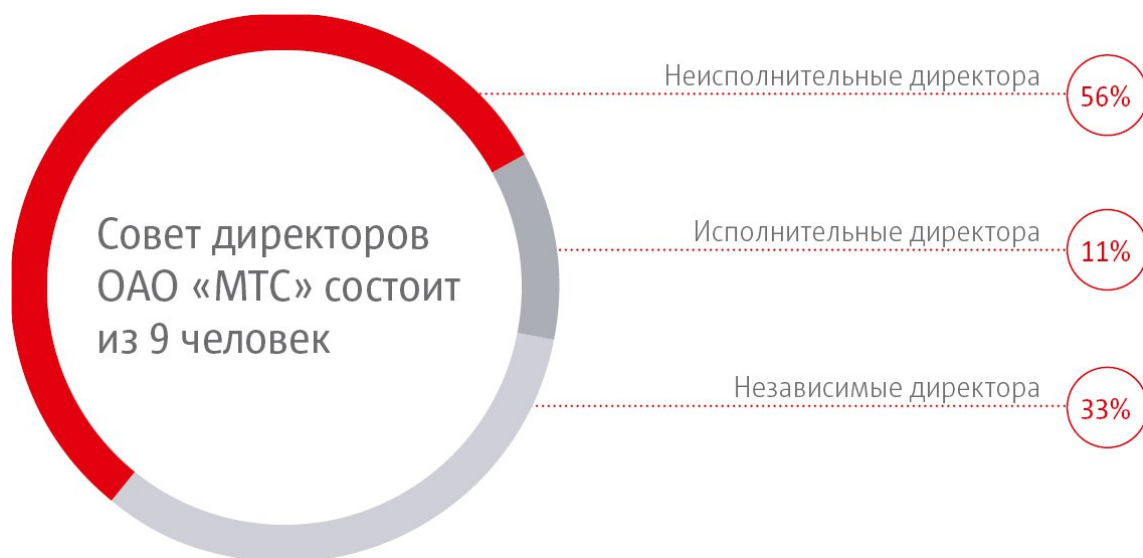 Неисполнительные директора
56%
Совет директоров
ОАО «МТС» состоит
из 9 человек
Исполнительные директора
11%
Независимые директора
33%